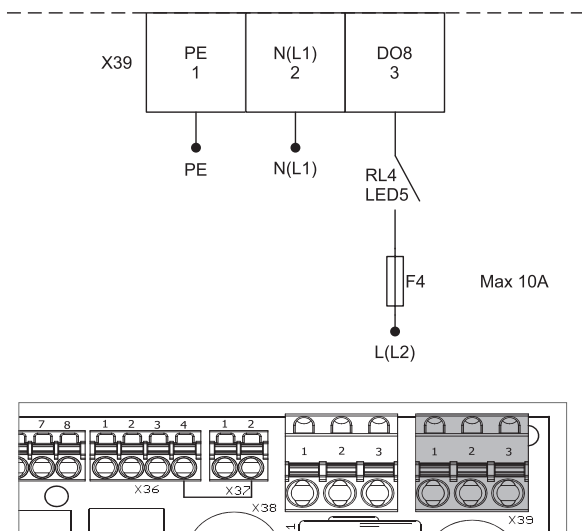 X39
PE N(L1) DO8
1 2 3
PE N(L1)
RL4
LED5
F4 Max 10A
L(L2)
7 8 1 2 3 4 1 2
1 2 3 1 2 3
X36 X37
X38 X39
1